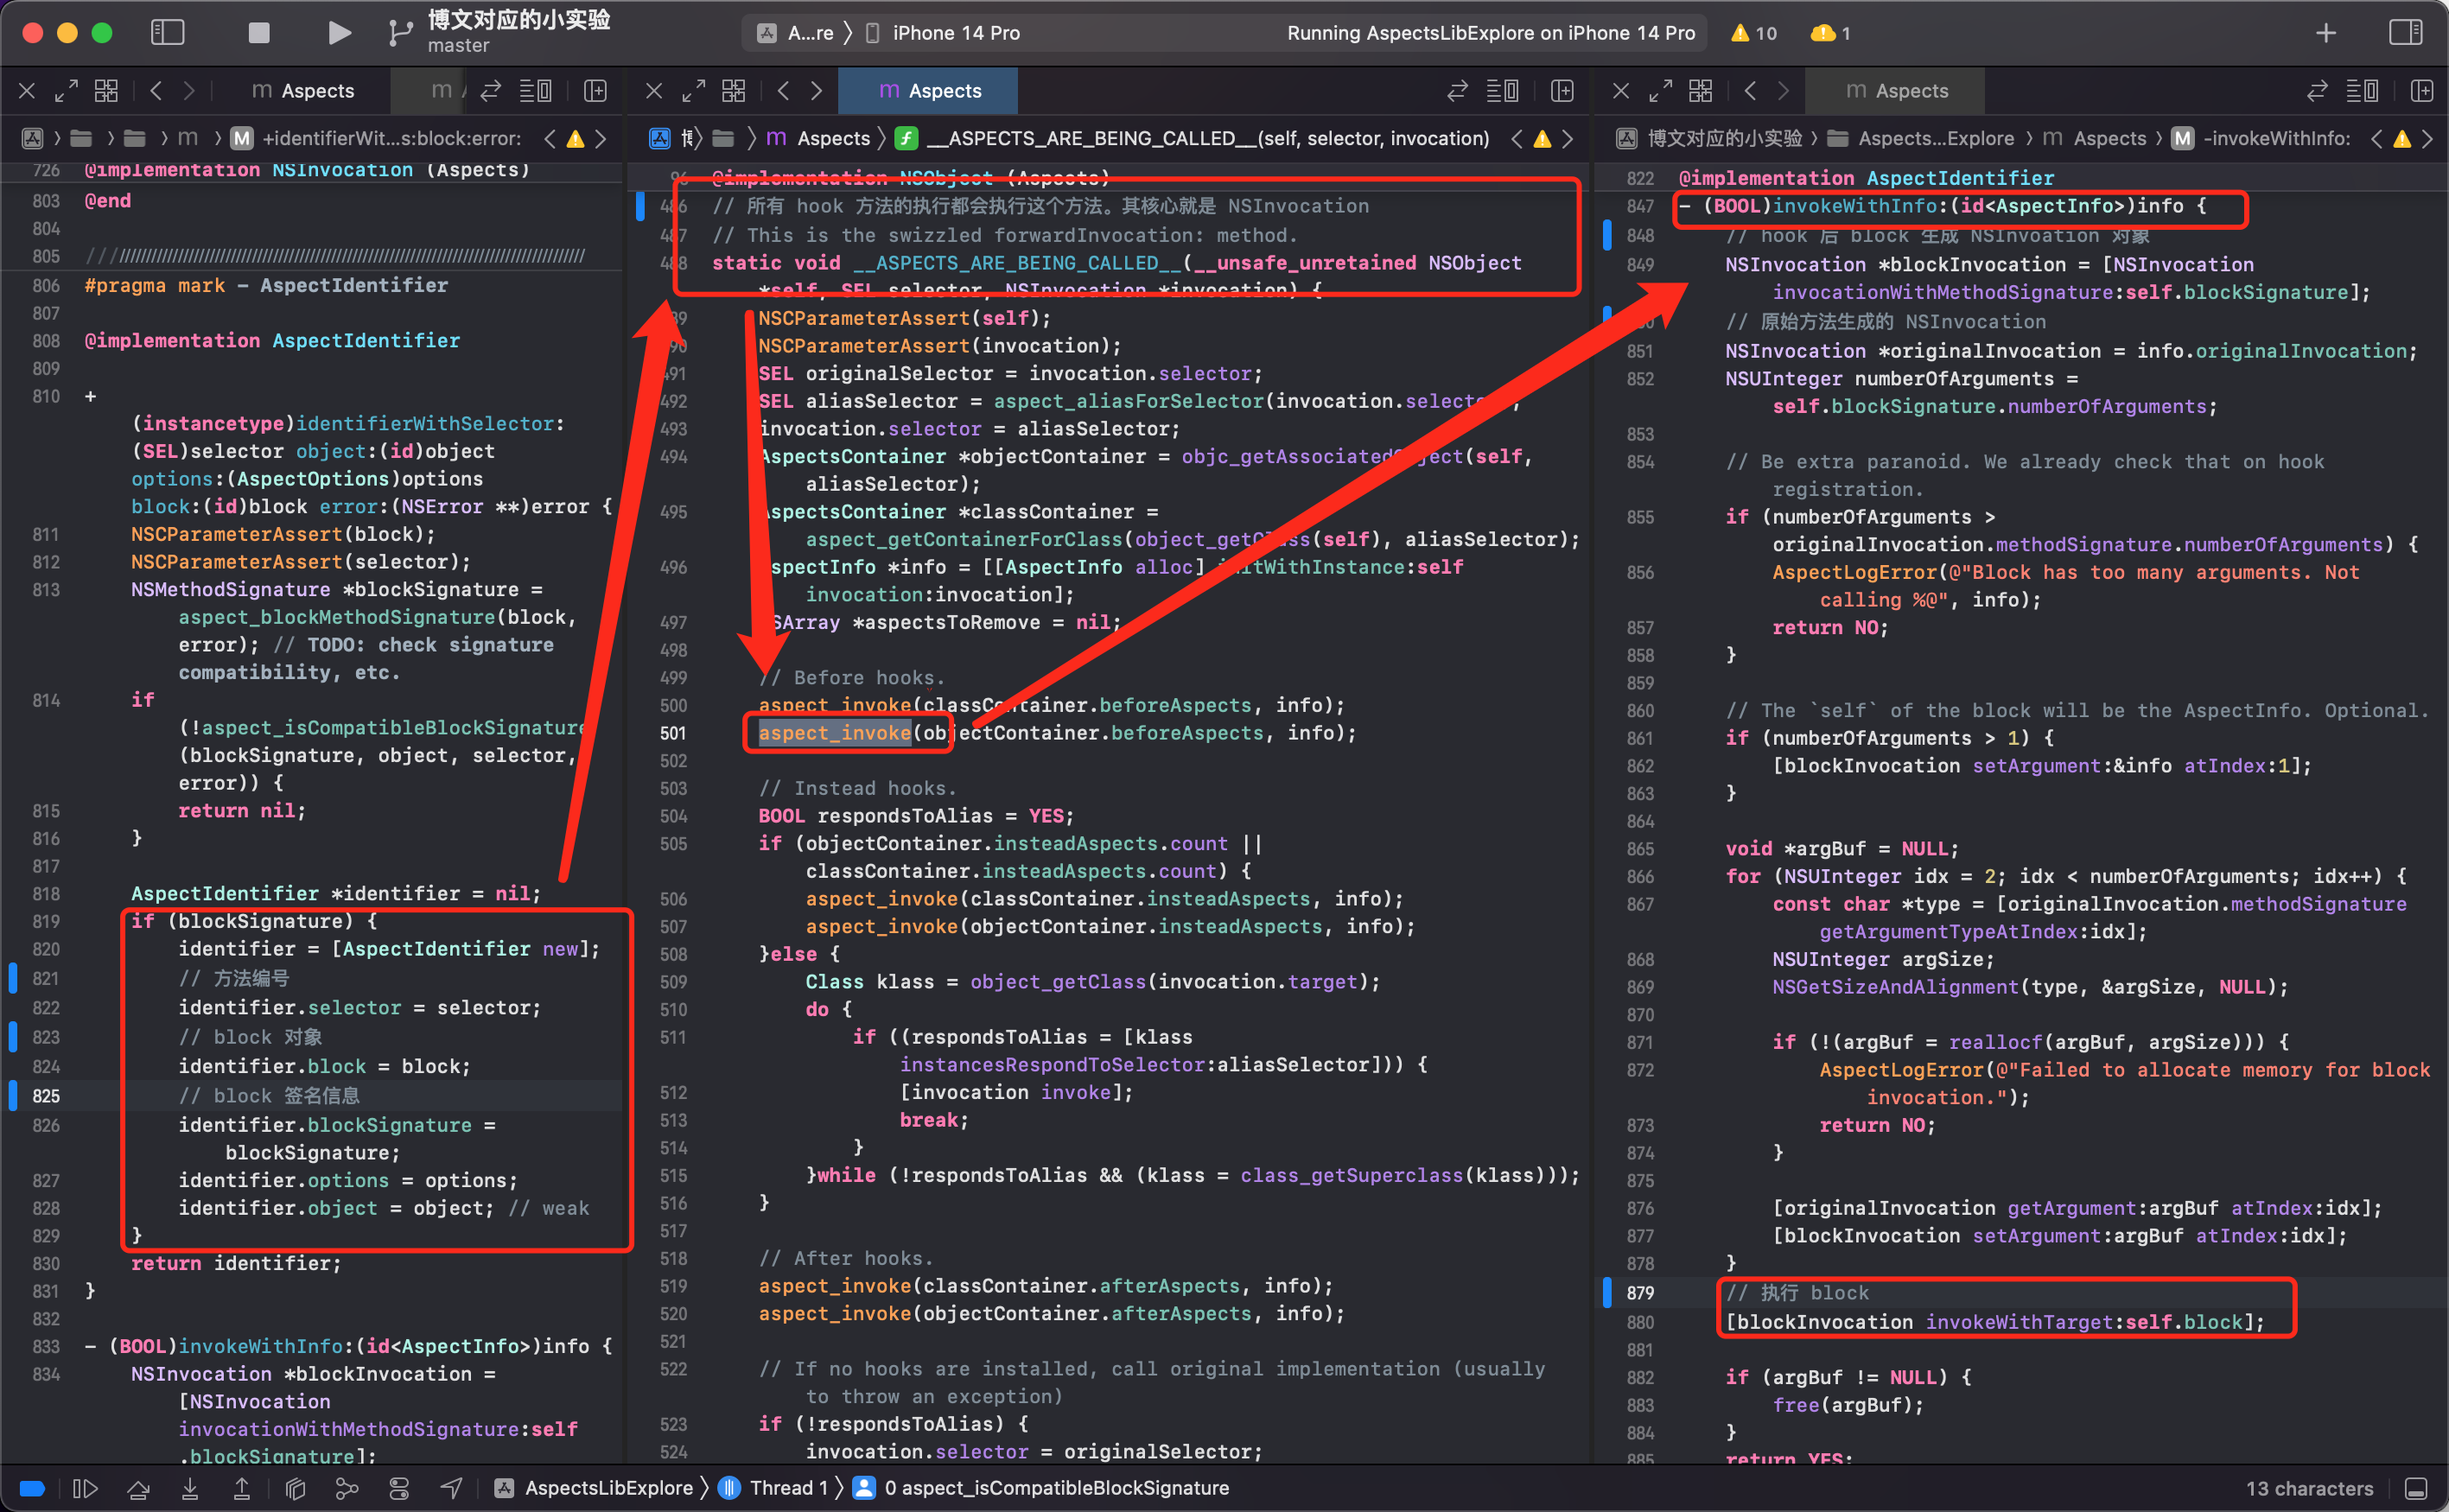 博文对应的小实验
master
A...re 〉 iPhone 14 Pro
Running AspectsLibExplore on iPhone 14 Pro
10
1
m Aspects
m
+identifierWit...s:block:error:
726 @implementation NSInvocation (Aspects)
803 @end
804
805 ////////////////////////////////////////////////////////////////////////////////
806 #pragma mark - AspectIdentifier
807
808 @implementation AspectIdentifier
809
810 +
(instancetype)identifierWithSelector:
(SEL)selector object:(id)object
options:(AspectOptions)options
block:(id)block error:(NSError **)error {
811 NSCParameterAssert(block);
812 NSCParameterAssert(selector);
813 NSMethodSignature *blockSignature =
aspect_blockMethodSignature(block,
error); // TODO: check signature
compatibility, etc.
814 if
(!aspect_isCompatibleBlockSignature
(blockSignature, object, selector,
error)) {
815 return nil;
816 }
817
818 AspectIdentifier *identifier = nil;
819 if (blockSignature) {
820 identifier = [AspectIdentifier new];
821 // 方法编号
822 identifier.selector = selector;
823 // block 对象
824 identifier.block = block;
825 // block 签名信息
826 identifier.blockSignature =
blockSignature;
827 identifier.options = options;
828 identifier.object = object; // weak
829 }
830 return identifier;
831 }
832
833 - (BOOL)invokeWithInfo:(id<AspectInfo>)info {
834 NSInvocation *blockInvocation =
[NSInvocation
invocationWithMethodSignature:self
.blockSignature];
m Aspects
m Aspects 〉 f __ASPECTS_ARE_BEING_CALLED__(self, selector, invocation)
96 @implementation NSObject (Aspects)
486 // 所有 hook 方法的执行都会执行这个方法。其核心就是 NSInvocation
487 // This is the swizzled forwardInvocation: method.
488 static void __ASPECTS_ARE_BEING_CALLED__(__unsafe_unretained NSObject
*self, SEL selector, NSInvocation *invocation) {
89 NSCParameterAssert(self);
90 NSCParameterAssert(invocation);
491 SEL originalSelector = invocation.selector;
492 SEL aliasSelector = aspect_aliasForSelector(invocation.selecto
493 invocation.selector = aliasSelector;
494 AspectsContainer *objectContainer = objc_getAssociatedObject(self,
aliasSelector);
495 AspectsContainer *classContainer =
aspect_getContainerForClass(object_getClass(self), aliasSelector);
496 AspectInfo *info = [[AspectInfo alloc] initWithInstance:self
invocation:invocation];
497 NSArray *aspectsToRemove = nil;
498
499 // Before hooks.
500 aspect_invoke(classContainer.beforeAspects, info);
501 aspect_invoke(objectContainer.beforeAspects, info);
502
503 // Instead hooks.
504 BOOL respondsToAlias = YES;
505 if (objectContainer.insteadAspects.count ||
classContainer.insteadAspects.count) {
506 aspect_invoke(classContainer.insteadAspects, info);
507 aspect_invoke(objectContainer.insteadAspects, info);
508 }else {
509 Class klass = object_getClass(invocation.target);
510 do {
511 if ((respondsToAlias = [klass
instancesRespondToSelector:aliasSelector])) {
512 [invocation invoke];
513 break;
514 }
515 }while (!respondsToAlias && (klass = class_getSuperclass(klass)));
516 }
517
518 // After hooks.
519 aspect_invoke(classContainer.afterAspects, info);
520 aspect_invoke(objectContainer.afterAspects, info);
521
522 // If no hooks are installed, call original implementation (usually
to throw an exception)
523 if (!respondsToAlias) {
524 invocation.selector = originalSelector;
m Aspects
博文对应的小实验 〉 Aspects...Explore 〉 m Aspects 〉 M -invokeWithInfo:
822 @implementation AspectIdentifier
847 - (BOOL)invokeWithInfo:(id<AspectInfo>)info {
848 // hook 后 block 生成 NSInvoation 对象
849 NSInvocation *blockInvocation = [NSInvocation
invocationWithMethodSignature:self.blockSignature];
// 原始方法生成的 NSInvocation
851 NSInvocation *originalInvocation = info.originalInvocation;
852 NSUInteger numberOfArguments =
self.blockSignature.numberOfArguments;
853
854 // Be extra paranoid. We already check that on hook
registration.
855 if (numberOfArguments >
originalInvocation.methodSignature.numberOfArguments) {
856 AspectLogError(@"Block has too many arguments. Not
calling %@", info);
857 return NO;
858 }
859
860 // The `self` of the block will be the AspectInfo. Optional.
861 if (numberOfArguments > 1) {
862 [blockInvocation setArgument:&info atIndex:1];
863 }
864
865 void *argBuf = NULL;
866 for (NSUInteger idx = 2; idx < numberOfArguments; idx++) {
867 const char *type = [originalInvocation.methodSignature
getArgumentTypeAtIndex:idx];
868 NSUInteger argSize;
869 NSGetSizeAndAlignment(type, &argSize, NULL);
870
871 if (!(argBuf = reallocf(argBuf, argSize))) {
872 AspectLogError(@"Failed to allocate memory for block
invocation.");
873 return NO;
874 }
875
876 [originalInvocation getArgument:argBuf atIndex:idx];
877 [blockInvocation setArgument:argBuf atIndex:idx];
878 }
879 // 执行 block
880 [blockInvocation invokeWithTarget:self.block];
881
882 if (argBuf != NULL) {
883 free(argBuf);
884 }
885 return YES;
AspectsLibExplore 〉 Thread 1 〉 0 aspect_isCompatibleBlockSignature
13 characters